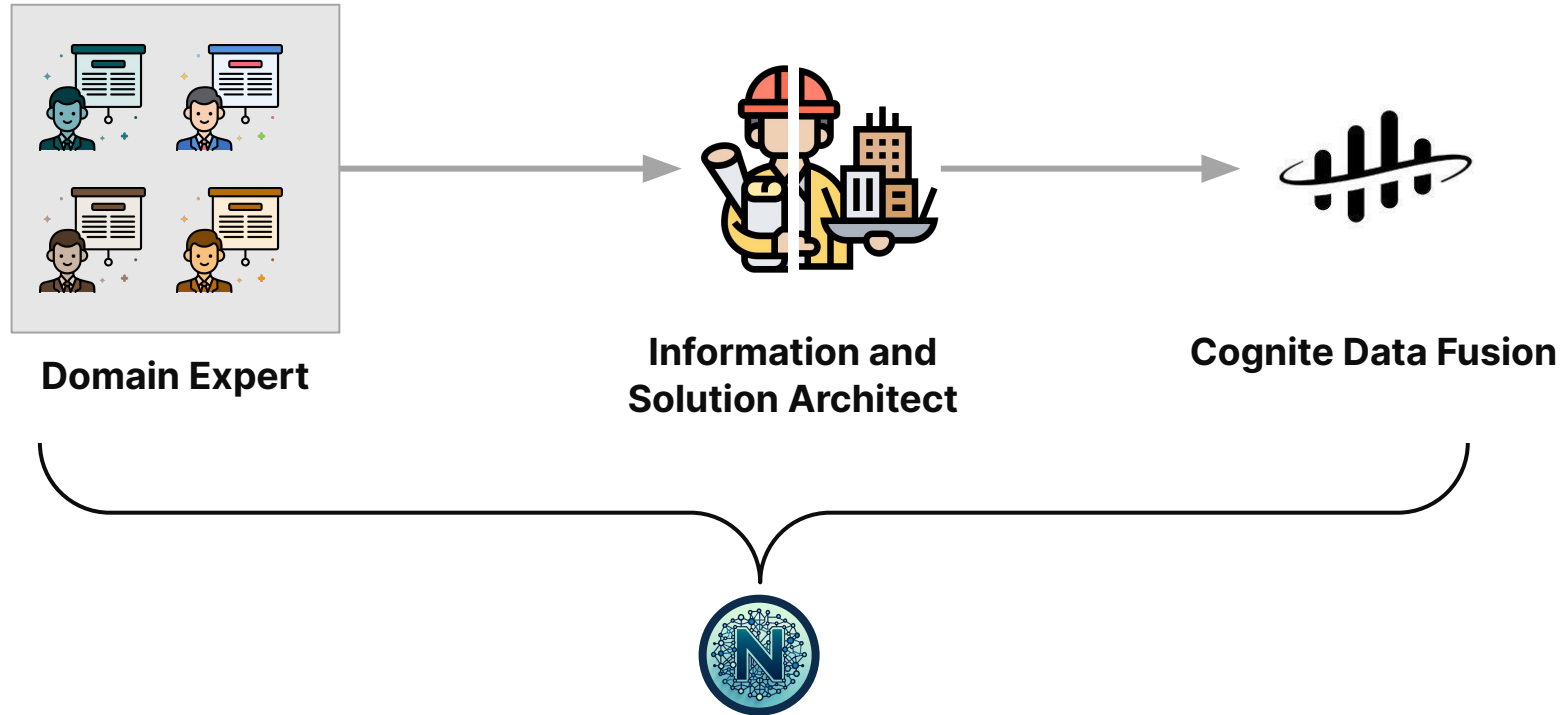 Domain Expert
Information and
Solution Architect
Cognite Data Fusion
N